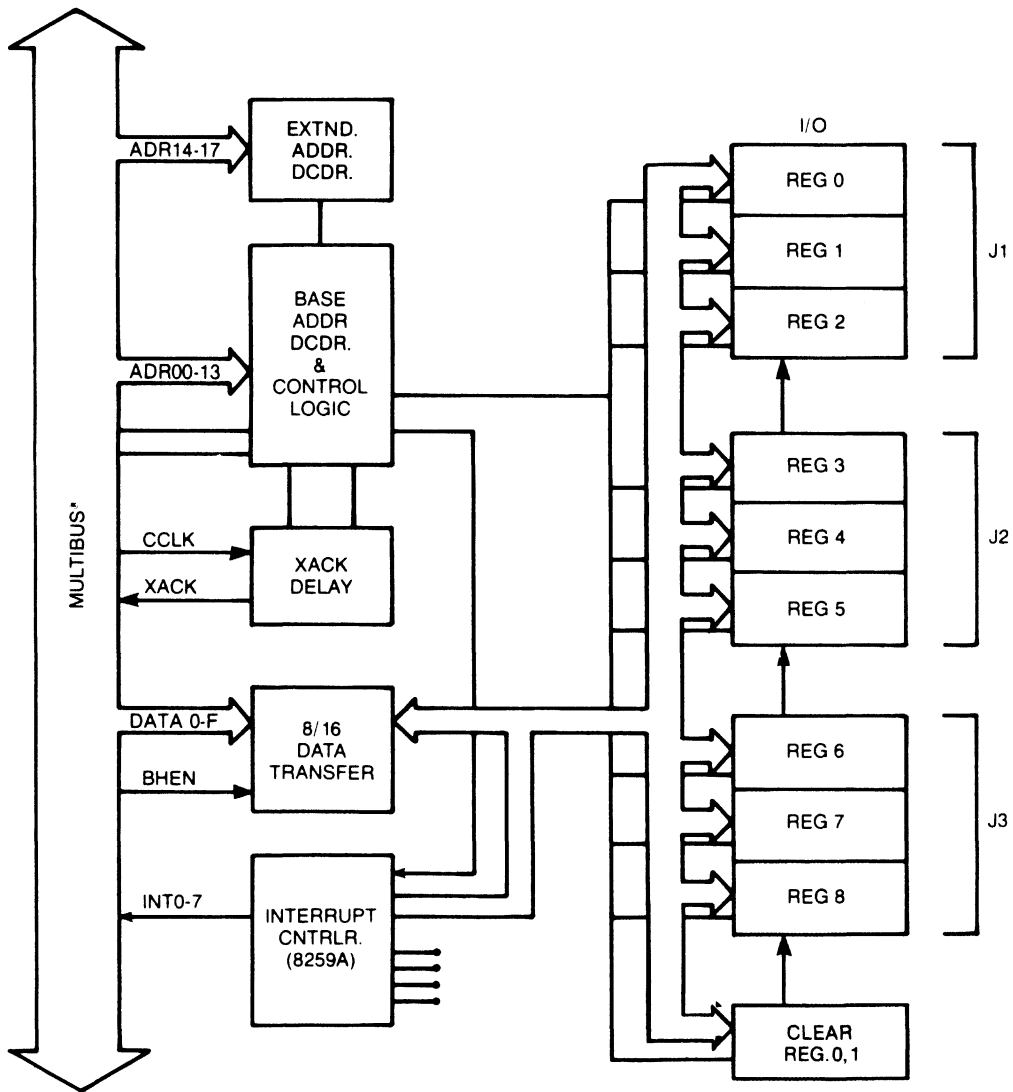 MULTIBUS*
ADR14-17
EXTND.
ADDR.
DCDR.
ADR00-13
BASE
ADDR
DCDR.
&
CONTROL
LOGIC
CCLK
XACK
XACK
DELAY
DATA 0-F
BHEN
8/16
DATA
TRANSFER
INT0-7
INTERRUPT
CNTRLR.
(8259A)
I/O
REG 0
REG 1
REG 2
J1
REG 3
REG 4
REG 5
J2
REG 6
REG 7
REG 8
J3
CLEAR
REG. 0, 1